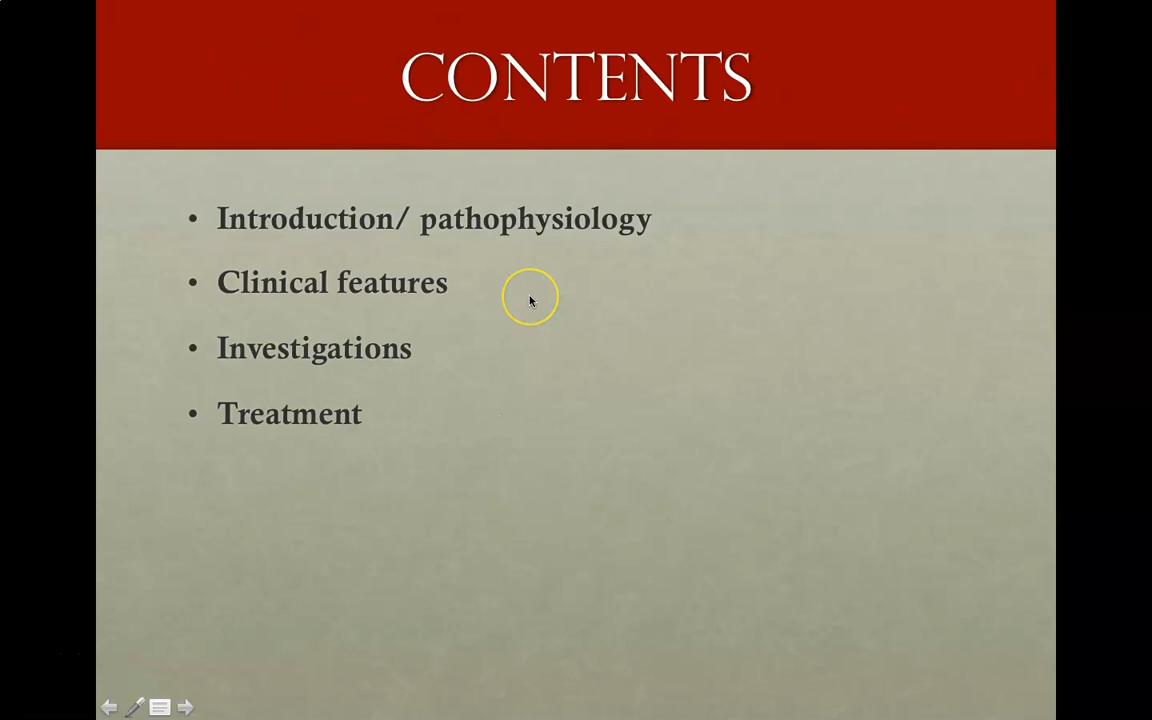 CONTENTS
• Introduction/ pathophysiology
• Clinical features
• Investigations
• Treatment